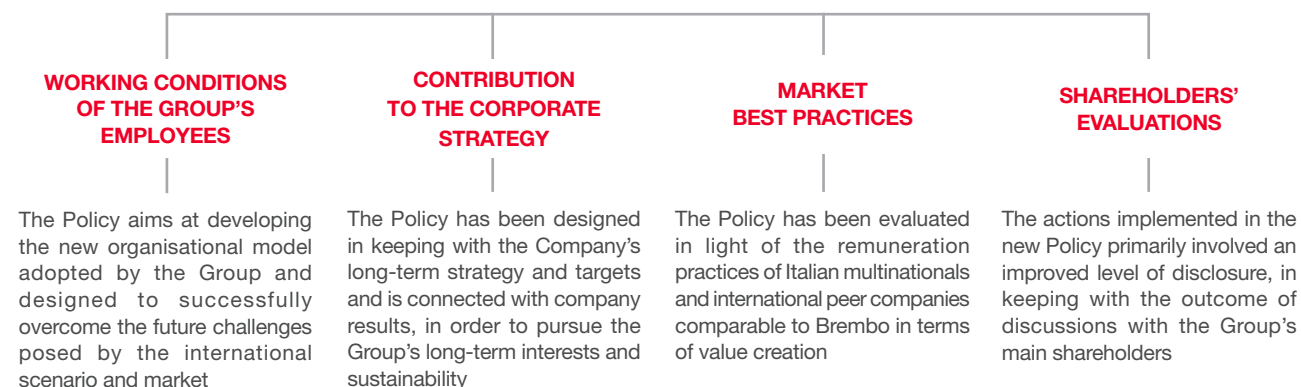 WORKING CONDITIONS
OF THE GROUP'S
EMPLOYEES
The Policy aims at developing
the new organisational model
adopted by the Group and
designed to successfully
overcome the future challenges
posed by the international
scenario and market
CONTRIBUTION
TO THE CORPORATE
STRATEGY
The Policy has been designed
in keeping with the Company's
long-term strategy and targets
and is connected with company
results, in order to pursue the
Group's long-term interests and
sustainability
MARKET
BEST PRACTICES
The Policy has been evaluated
in light of the remuneration
practices of Italian multinationals
and international peer companies
comparable to Brembo in terms
of value creation
SHAREHOLDERS'
EVALUATIONS
The actions implemented in the
new Policy primarily involved an
improved level of disclosure, in
keeping with the outcome of
discussions with the Group's
main shareholders